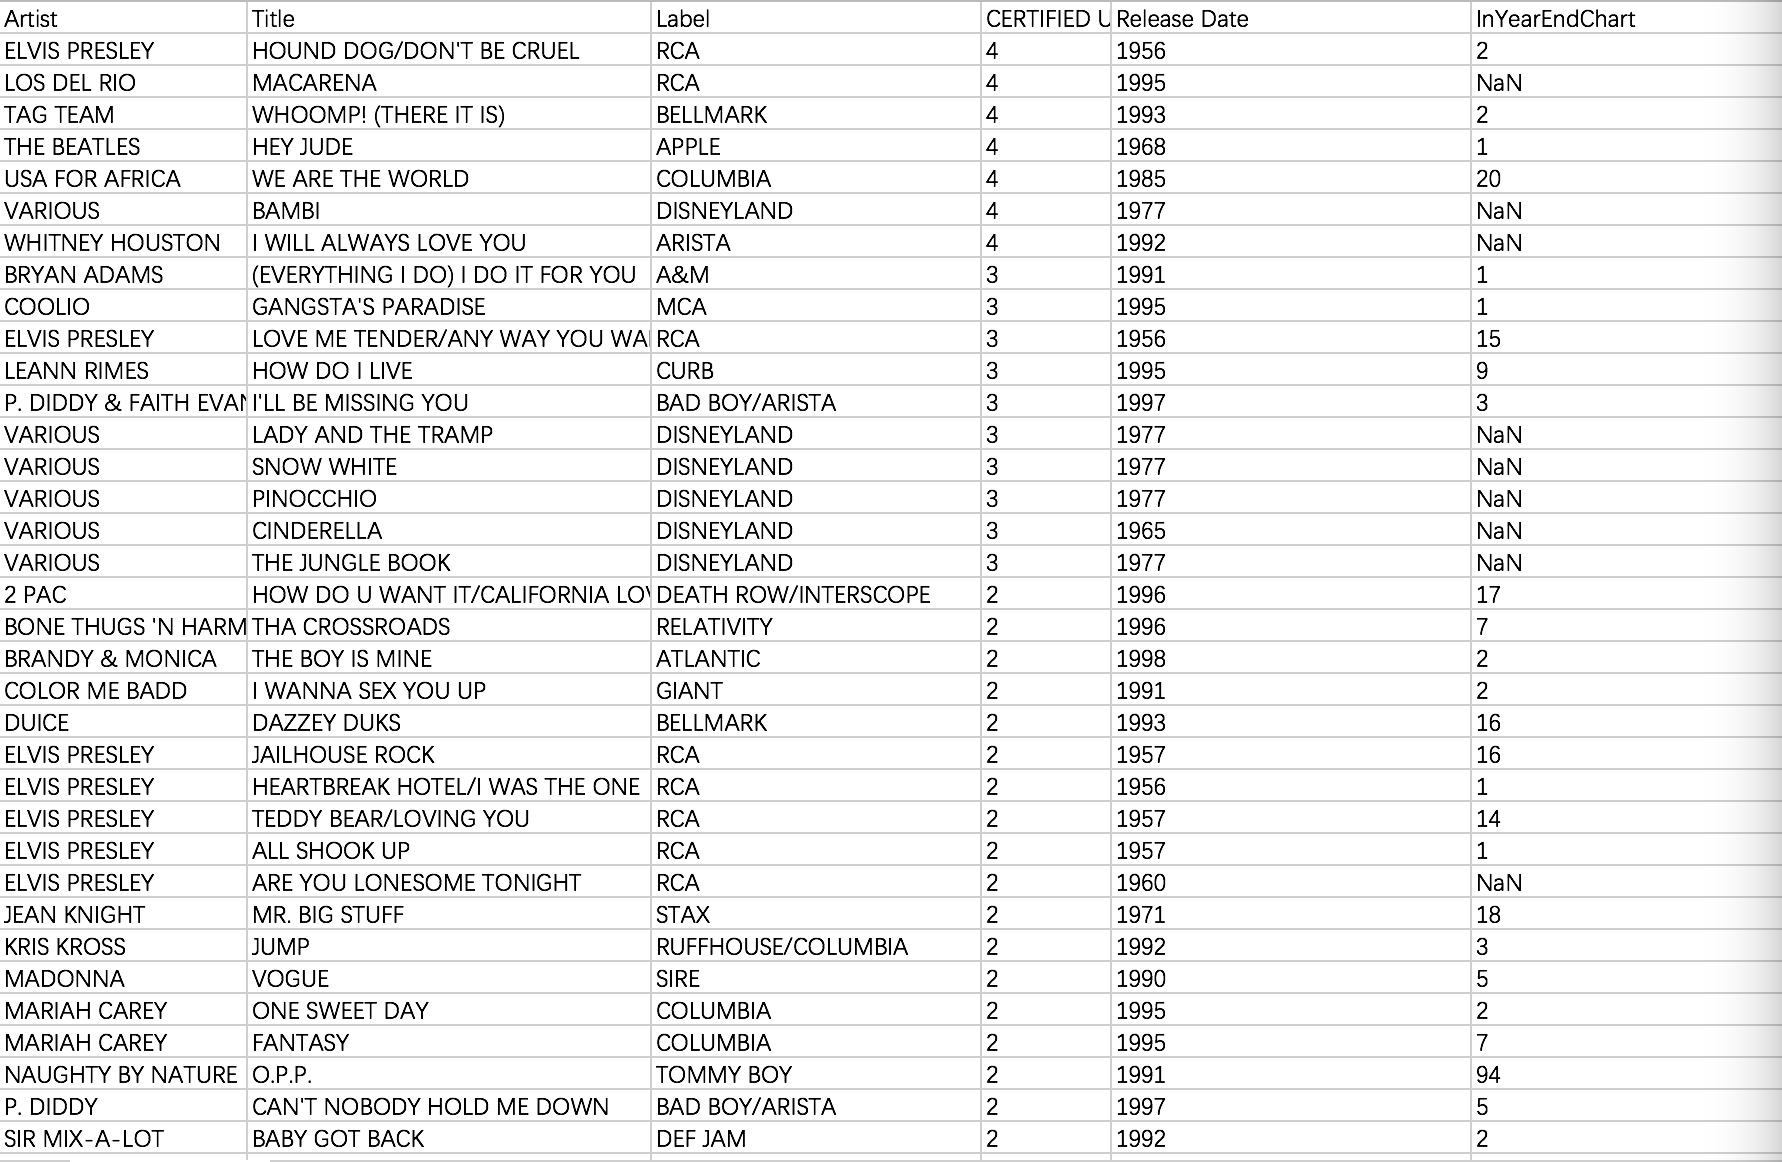 Artist Title Label CERTIFIED U Release Date InYearEndChart
ELVIS PRESLEY HOUND DOG/DON'T BE CRUEL RCA 4 1956 2
LOS DEL RIO MACARENA RCA 4 1995 NaN
TAG TEAM WHOOMP! (THERE IT IS) BELLMARK 4 1993 2
THE BEATLES HEY JUDE APPLE 4 1968 1
USA FOR AFRICA WE ARE THE WORLD COLUMBIA 4 1985 20
VARIOUS BAMBI DISNEYLAND 4 1977 NaN
WHITNEY HOUSTON I WILL ALWAYS LOVE YOU ARISTA 4 1992 NaN
BRYAN ADAMS (EVERYTHING I DO) I DO IT FOR YOU A&M 3 1991 1
COOLIO GANGSTA'S PARADISE MCA 3 1995 1
ELVIS PRESLEY LOVE ME TENDER/ANY WAY YOU WA RCA 3 1956 15
LEANN RIMES HOW DO I LIVE CURB 3 1995 9
P. DIDDY & FAITH EVAN I'LL BE MISSING YOU BAD BOY/ARISTA 3 1997 3
VARIOUS LADY AND THE TRAMP DISNEYLAND 3 1977 NaN
VARIOUS SNOW WHITE DISNEYLAND 3 1977 NaN
VARIOUS PINOCCHIO DISNEYLAND 3 1977 NaN
VARIOUS CINDERELLA DISNEYLAND 3 1965 NaN
VARIOUS THE JUNGLE BOOK DISNEYLAND 3 1977 NaN
2 PAC HOW DO U WANT IT/CALIFORNIA LOV DEATH ROW/INTERSCOPE 2 1996 17
BONE THUGS 'N HARM THA CROSSROADS RELATIVITY 2 1996 7
BRANDY & MONICA THE BOY IS MINE ATLANTIC 2 1998 2
COLOR ME BADD I WANNA SEX YOU UP GIANT 2 1991 2
DUICE DAZZEY DUKS BELLMARK 2 1993 16
ELVIS PRESLEY JAILHOUSE ROCK RCA 2 1957 16
ELVIS PRESLEY HEARTBREAK HOTEL/I WAS THE ONE RCA 2 1956 1
ELVIS PRESLEY TEDDY BEAR/LOVING YOU RCA 2 1957 14
ELVIS PRESLEY ALL SHOOK UP RCA 2 1957 1
ELVIS PRESLEY ARE YOU LONESOME TONIGHT RCA 2 1960 NaN
JEAN KNIGHT MR. BIG STUFF STAX 2 1971 18
KRIS KROSS JUMP RUFFHOUSE/COLUMBIA 2 1992 3
MADONNA VOGUE SIRE 2 1990 5
MARIAH CAREY ONE SWEET DAY COLUMBIA 2 1995 2
MARIAH CAREY FANTASY COLUMBIA 2 1995 7
NAUGHTY BY NATURE O.P.P. TOMMY BOY 2 1991 94
P. DIDDY CAN'T NOBODY HOLD ME DOWN BAD BOY/ARISTA 2 1997 5
SIR MIX-A-LOT BABY GOT BACK DEF JAM 2 1992 2